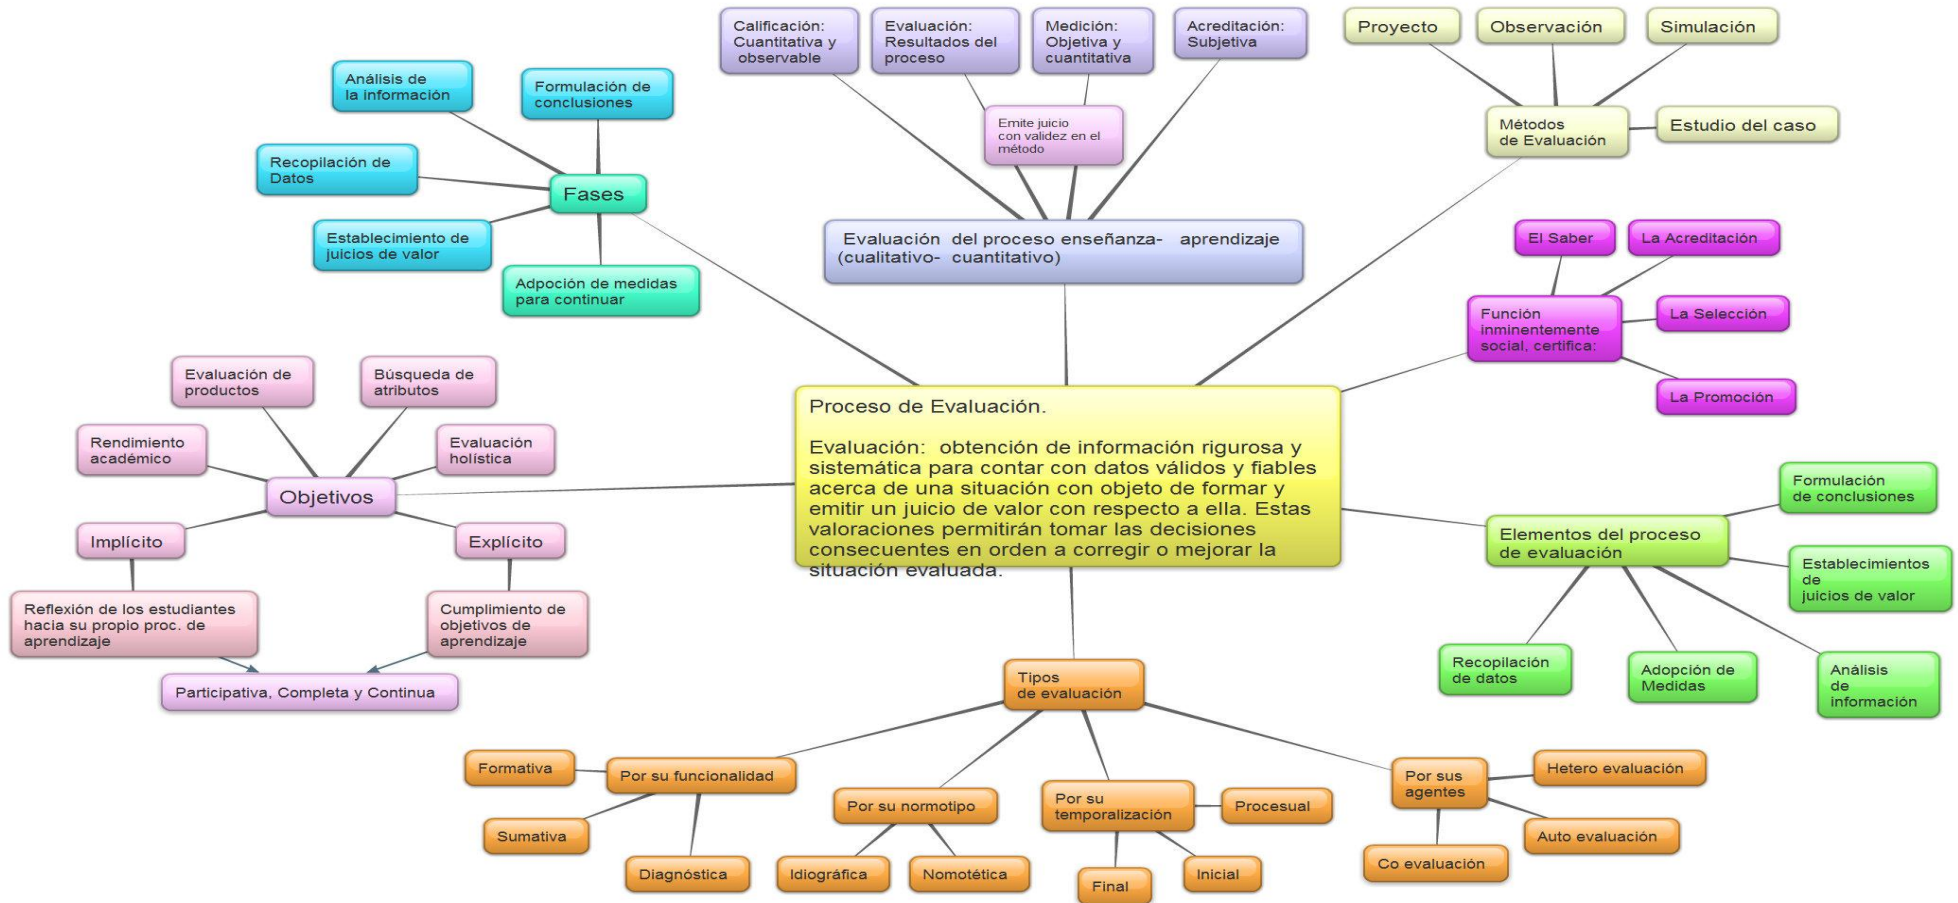 Calificación:
Cuantitativa y
observable
Evaluación:
Resultados del
proceso
Medición:
Objetiva y
cuantitativa
Acreditación:
Subjetiva
Emite juicio
con validez en el
método
Evaluación del proceso enseñanza- aprendizaje
(cualitativo- cuantitativo)
Proyecto
Observación
Simulación
Métodos
de Evaluación
Estudio del caso
Análisis de
la información
Formulación de
conclusiones
Recopilación de
Datos
Fases
Establecimiento de
juicios de valor
Adpoción de medidas
para continuar
El Saber
La Acreditación
Función
inminentemente
social, certifica:
La Selección
La Promoción
Proceso de Evaluación.
Evaluación: obtención de información rigurosa y
sistemática para contar con datos válidos y fiables
acerca de una situación con objeto de formar y
emitir un juicio de valor con respecto a ella. Estas
valoraciones permitirán tomar las decisiones
consecuentes en orden a corregir o mejorar la
situación evaluada.
Evaluación de
productos
Búsqueda de
atributos
Rendimiento
académico
Evaluación
holística
Objetivos
Implícito
Explícito
Reflexión de los estudiantes
hacia su propio proc. de
aprendizaje
Cumplimiento de
objetivos de
aprendizaje
Participativa, Completa y Continua
Formulación
de conclusiones
Elementos del proceso
de evaluación
Establecimientos
de
juicios de valor
Recopilación
de datos
Adopción de
Medidas
Análisis
de
información
Tipos
de evaluación
Formativa
Por su funcionalidad
Sumativa
Diagnóstica
Por su normotipo
Idiográfica
Nomotética
Por su
temporalización
Procesual
Final
Inicial
Por sus
agentes
Hetero evaluación
Auto evaluación
Co evaluación